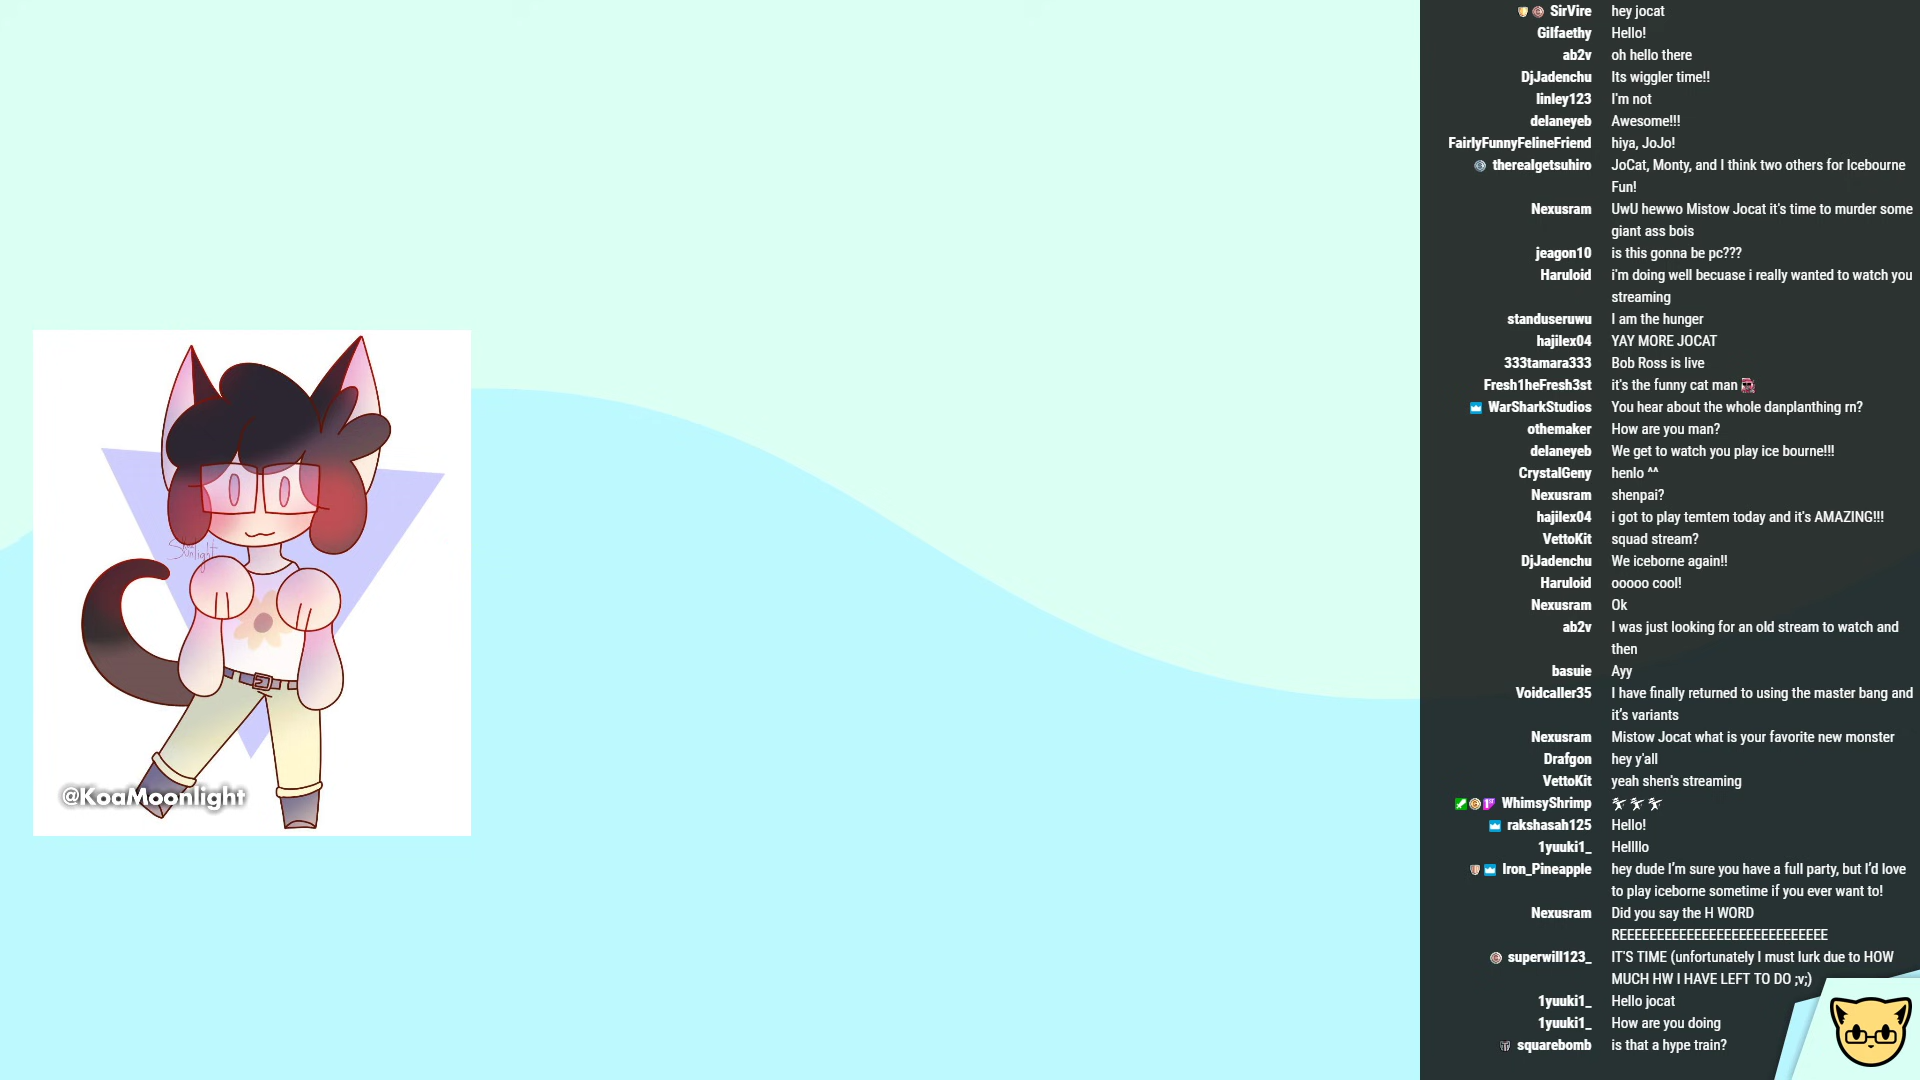 SirVire hey jocat
Gilfaethy Hello!
ab2v oh hello there
DjJadenchu Its wiggler time!!
linley123 I'm not
delaneyeb Awesome!!!
FairlyFunnyFelineFriend hiya, JoJo!
therealgetsuhiro JoCat, Monty, and I think two others for Icebourne
Fun!
Nexusram UwU hewwo Mistow Jocat it's time to murder some
giant ass bois
jeagon10 is this gonna be pc???
Haruloid i'm doing well becuase i really wanted to watch you
streaming
standuseruwu I am the hunger
hajilex04 YAY MORE JOCAT
333tamara333 Bob Ross is live
Fresh1heFresh3st it's the funny cat man
WarSharkStudios You hear about the whole danplanthing rn?
othemaker How are you man?
delaneyeb We get to watch you play ice bourne!!!
CrystalGeny henlo ^^
Nexusram shenpai?
hajilex04 i got to play temtem today and it's AMAZING!!!
VettoKit squad stream?
DjJadenchu We iceborne again!!
Haruloid ooooo cool!
Nexusram Ok
ab2v I was just looking for an old stream to watch and
then
basuie Ayy
Voidcaller35 I have finally returned to using the master bang and
it's variants
Nexusram Mistow Jocat what is your favorite new monster
Drafgon hey y'all
VettoKit yeah shen's streaming
WhimsyShrimp
rakshasah125 Hello!
1yuuki1_ Hellllo
Iron_Pineapple hey dude I'm sure you have a full party, but I'd love
to play iceborne sometime if you ever want to!
Nexusram Did you say the H WORD
REEEEEEEEEEEEEEEEEEEEEEEEEEE
superwill123_ IT'S TIME (unfortunately I must lurk due to HOW
MUCH HW I HAVE LEFT TO DO ;v;)
1yuuki1_ Hello jocat
1yuuki1_ How are you doing
squarebomb is that a hype train?
@KoaMoonlight